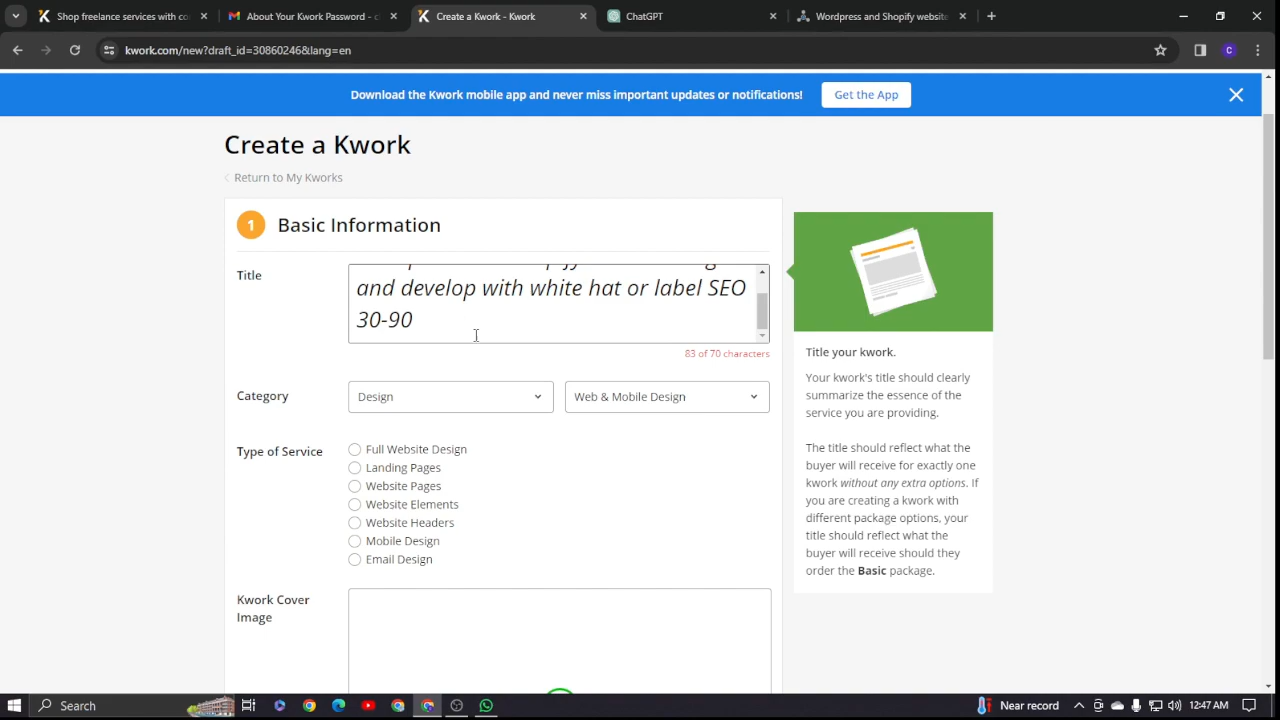 Shop freelance services with co
About Your Kwork Password -
Create a Kwork - Kwork
ChatGPT
Wordpress and Shopify website
kwork.com/new?draft_id=30860246&lang=en
Download the Kwork mobile app and never miss important updates or notifications!
Get the App
Create a Kwork
Return to My Kworks
1
Basic Information
Title
and develop with white hat or label SEO
30-90
83 of 70 characters
Category
Design
Web & Mobile Design
Type of Service
Full Website Design
Landing Pages
Website Pages
Website Elements
Website Headers
Mobile Design
Email Design
Kwork Cover
Image
Title your kwork.
Your kwork's title should clearly
summarize the essence of the
service you are providing.
The title should reflect what the
buyer will receive for exactly one
kwork without any extra options. If
you are creating a kwork with
different package options, your
title should reflect what the
buyer will receive should they
order the Basic package.
C
Search
Near record
12:47 AM